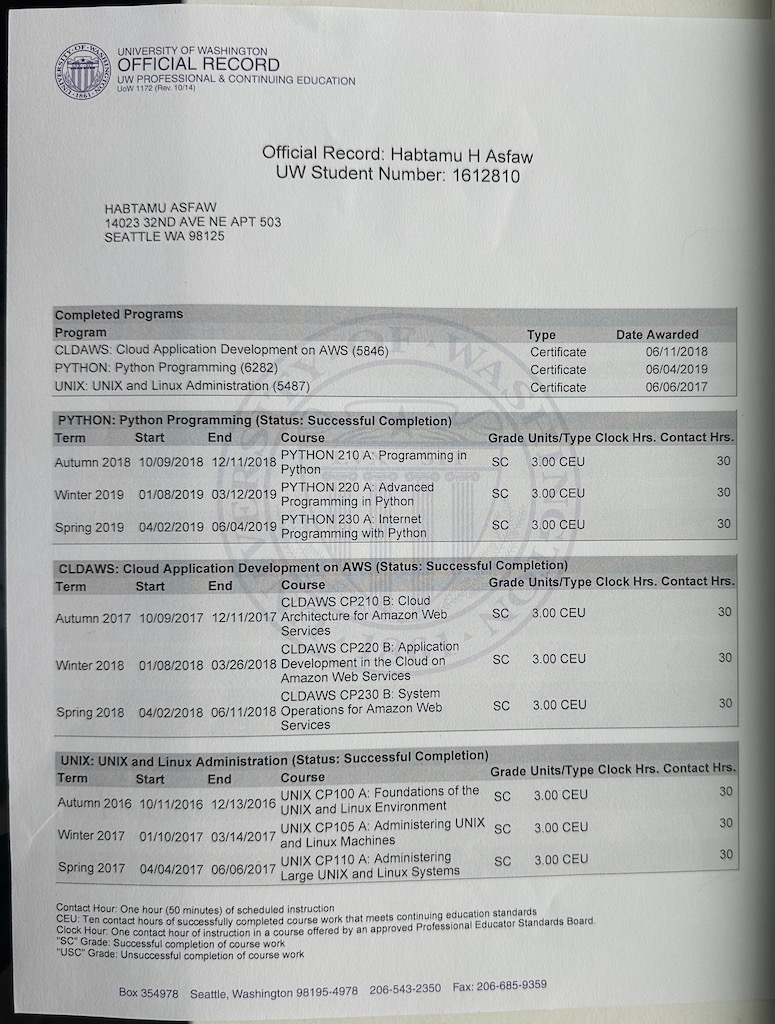 UNIVERSITY OF WASHINGTON
OFFICIAL RECORD
UW PROFESSIONAL & CONTINUING EDUCATION
UoW 1172 (Rev. 10/14)
UNIVERSITY·OF·WASHINGTON
·1861·
Official Record: Habtamu H Asfaw
UW Student Number: 1612810
HABTAMU ASFAW
14023 32ND AVE NE APT 503
SEATTLE WA 98125
Completed Programs
Program Type Date Awarded
CLDAWS: Cloud Application Development on AWS (5846) Certificate 06/11/2018
PYTHON: Python Programming (6282) Certificate 06/04/2019
UNIX: UNIX and Linux Administration (5487) Certificate 06/06/2017
PYTHON: Python Programming (Status: Successful Completion)
Term Start End Course Grade Units/Type Clock Hrs. Contact Hrs.
Autumn 2018 10/09/2018 12/11/2018 PYTHON 210 A: Programming in SC 3.00 CEU 30
Python
Winter 2019 01/08/2019 03/12/2019 PYTHON 220 A: Advanced SC 3.00 CEU 30
Programming in Python
Spring 2019 04/02/2019 06/04/2019 PYTHON 230 A: Internet SC 3.00 CEU 30
Programming with Python
CLDAWS: Cloud Application Development on AWS (Status: Successful Completion)
Term Start End Course Grade Units/Type Clock Hrs. Contact Hrs.
CLDAWS CP210 B: Cloud
Autumn 2017 10/09/2017 12/11/2017 Architecture for Amazon Web SC 3.00 CEU 30
Services
CLDAWS CP220 B: Application
Winter 2018 01/08/2018 03/26/2018 Development in the Cloud on SC 3.00 CEU 30
Amazon Web Services
CLDAWS CP230 B: System
Spring 2018 04/02/2018 06/11/2018 Operations for Amazon Web SC 3.00 CEU 30
Services
UNIX: UNIX and Linux Administration (Status: Successful Completion)
Term Start End Course Grade Units/Type Clock Hrs. Contact Hrs.
Autumn 2016 10/11/2016 12/13/2016 UNIX CP100 A: Foundations of the SC 3.00 CEU 30
UNIX and Linux Environment
Winter 2017 01/10/2017 03/14/2017 UNIX CP105 A: Administering UNIX SC 3.00 CEU 30
and Linux Machines
Spring 2017 04/04/2017 06/06/2017 UNIX CP110 A: Administering SC 3.00 CEU 30
Large UNIX and Linux Systems
Contact Hour: One hour (50 minutes) of scheduled instruction
CEU: Ten contact hours of successfully completed course work that meets continuing education standards
Clock Hour: One contact hour of instruction in a course offered by an approved Professional Educator Standards Board.
"SC" Grade: Successful completion of course work
"USC" Grade: Unsuccessful completion of course work
Box 354978 Seattle, Washington 98195-4978 206-543-2350 Fax: 206-685-9359